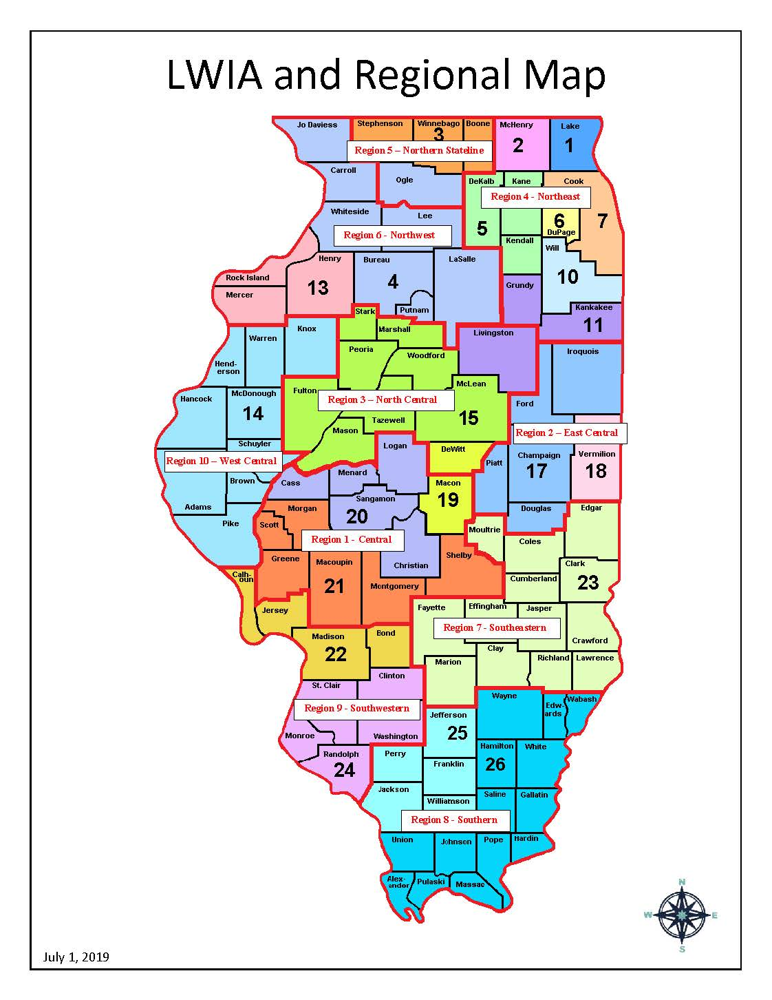 LWIA and Regional Map
Jo Daviess
Stephenson
Winnebago
Boone
McHenry
Lake
3
2
1
Region 5 – Northern Stateline
Carroll
Ogle
DeKalb
Kane
Cook
Region 4 - Northeast
Whiteside
Lee
5
6
7
DuPage
Region 6 - Northwest
Kendall
Will
Henry
Bureau
LaSalle
Rock Island
13
4
10
Mercer
Grundy
Putnam
Kankakee
11
Stark
Knox
Marshall
Livingston
Warren
Peoria
Woodford
Iroquois
Hend-
erson
McLean
Fulton
McDonough
Hancock
Region 3 – North Central
Ford
14
15
Tazewell
Mason
Region 2 – East Central
Schuyler
Logan
DeWitt
Region 10 – West Central
Piatt
Champaign
Vermilion
17
18
Menard
Brown
Cass
Macon
19
Sangamon
20
Adams
Morgan
Douglas
Edgar
Pike
Scott
Moultrie
Region 1 - Central
Coles
Greene
Macoupin
Shelby
Christian
Clark
Calh-
oun
21
Montgomery
Cumberland
23
Jersey
Fayette
Effingham
Jasper
Region 7 - Southeastern
Madison
Bond
Crawford
22
Clay
Marion
Richland
Lawrence
Clinton
St. Clair
Wayne
Wabash
Edw-
ards
Region 9 - Southwestern
Jefferson
25
Monroe
Washington
Hamilton
White
Randolph
Perry
24
Franklin
26
Jackson
Saline
Gallatin
Williamson
Region 8 - Southern
Union
Johnson
Pope
Hardin
Alex-
ander
Pulaski
Massac
N
W
E
S
July 1, 2019